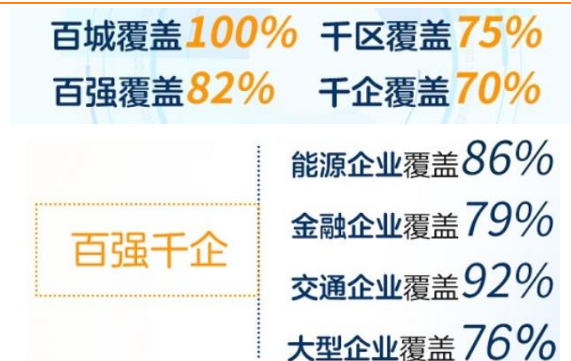 百城覆盖100% 千区覆盖75%
百强覆盖82% 千企覆盖70%
百强千企
能源企业覆盖86%
金融企业覆盖79%
交通企业覆盖92%
大型企业覆盖76%